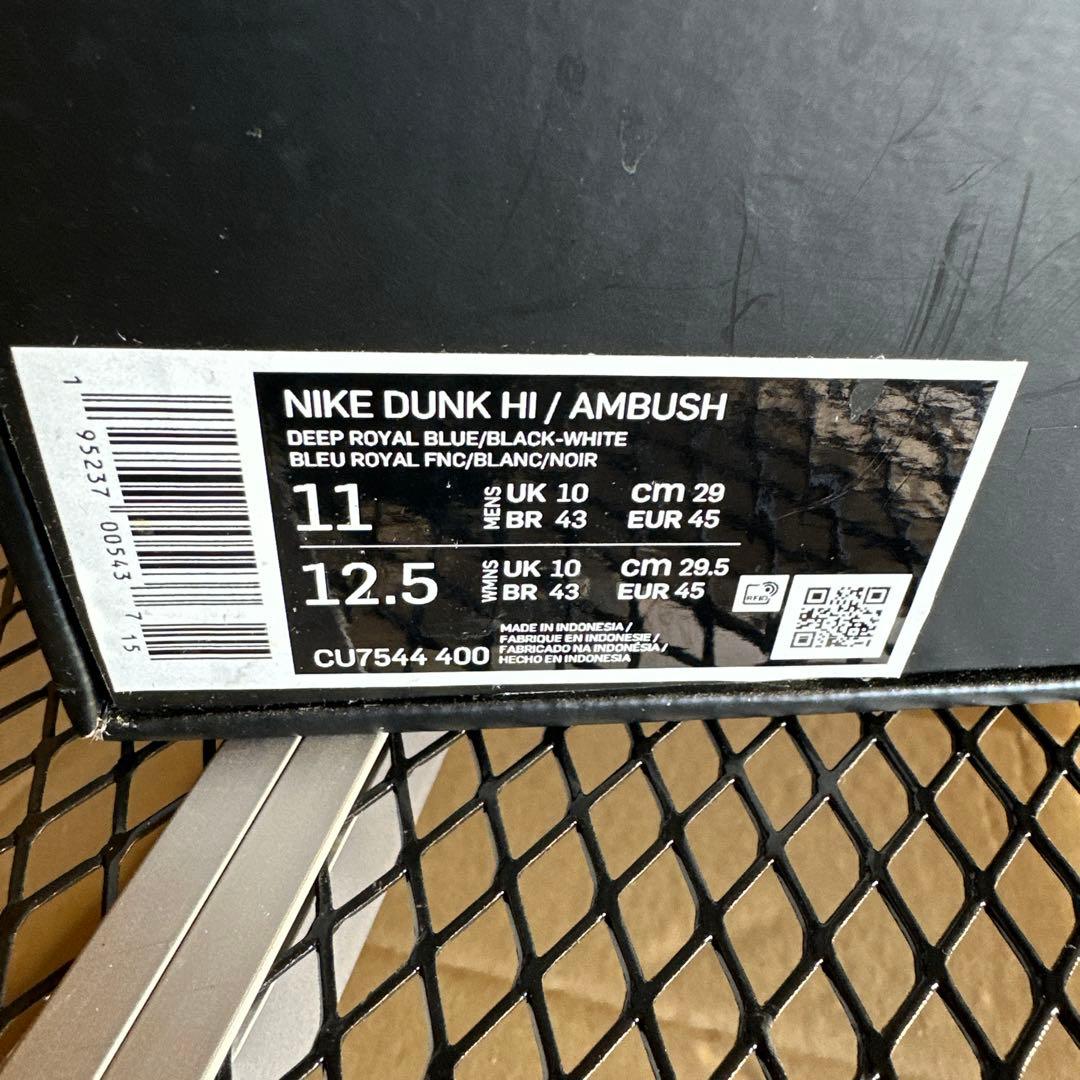 NIKE DUNK HI / AMBUSH
DEEP ROYAL BLUE/BLACK-WHITE
BLEU ROYAL FNC/BLANC/NOIR
11 MENS UK 10 cm 29
BR 43 EUR 45
12.5 WMNS UK 10 cm 29.5
BR 43 EUR 45
RFID
CU7544 400
MADE IN INDONESIA /
FABRIQUE EN INDONESIE /
FABRICADO NA INDONÉSIA /
HECHO EN INDONESIA
1 95237 00543 7 15